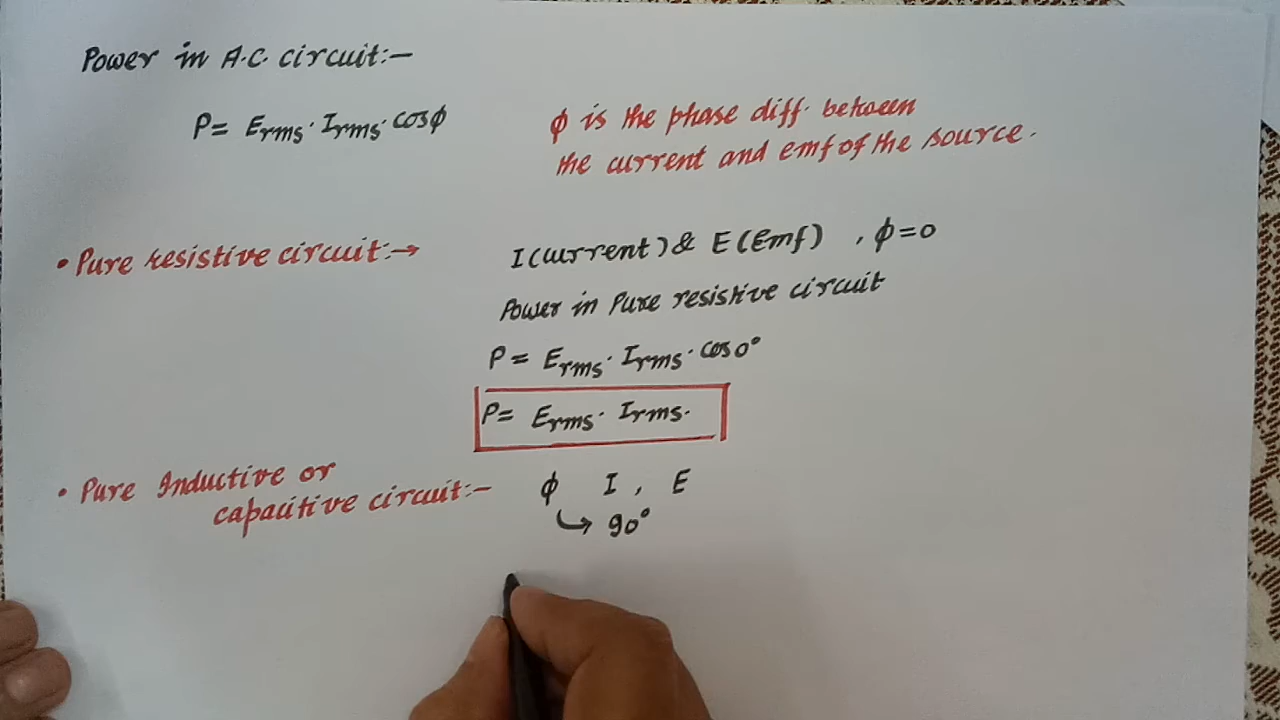 Power in A.C. circuit:-
P= Erms. Irms. cosϕ
ϕ is the phase diff. between
the current and emf of the source.
• Pure resistive circuit:→
I (current) & E (Emf) , ϕ=0
Power in Pure resistive circuit
P = Erms. Irms. cos 0°
P= Erms. Irms.
• Pure Inductive or
capacitive circuit:-
ϕ I , E
↳ 90°